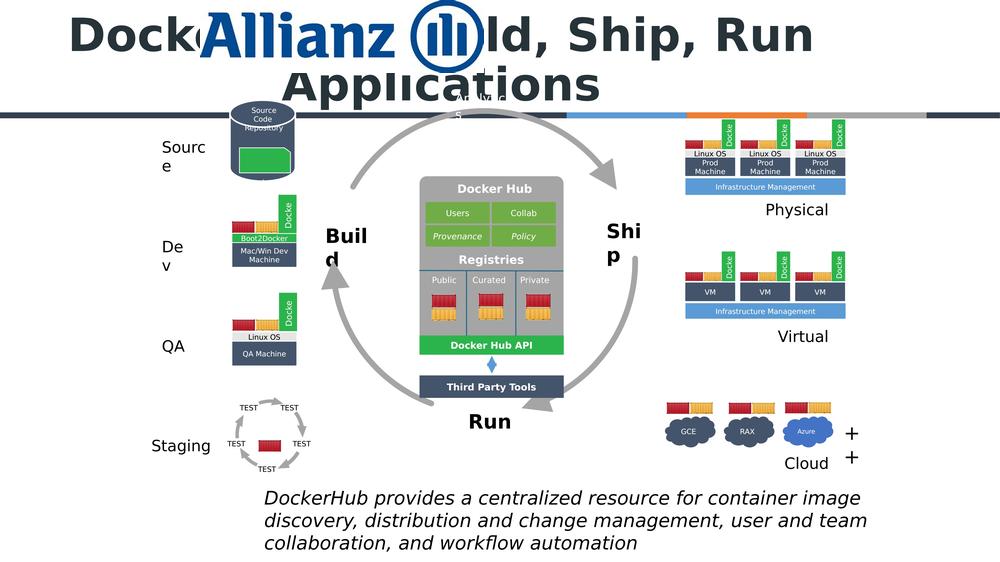 Allianz
ld, Ship, Run
Applications
Source
Code
Repository
Sourc
e
Docke
Boot2Docker
Mac/Win Dev
Machine
De
v
Docke
Linux OS
QA Machine
QA
TEST
TEST
TEST
TEST
TEST
Staging
Buil
d
Shi
p
Run
Docker Hub
Users
Collab
Provenance
Policy
Registries
Public
Curated
Private
Docker Hub API
Third Party Tools
Docke
Docke
Docke
Linux OS
Linux OS
Linux OS
Prod
Machine
Prod
Machine
Prod
Machine
Infrastructure Management
Physical
Docke
Docke
Docke
VM
VM
VM
Infrastructure Management
Virtual
GCE
RAX
Azure
+
+
Cloud
DockerHub provides a centralized resource for container image
discovery, distribution and change management, user and team
collaboration, and workflow automation